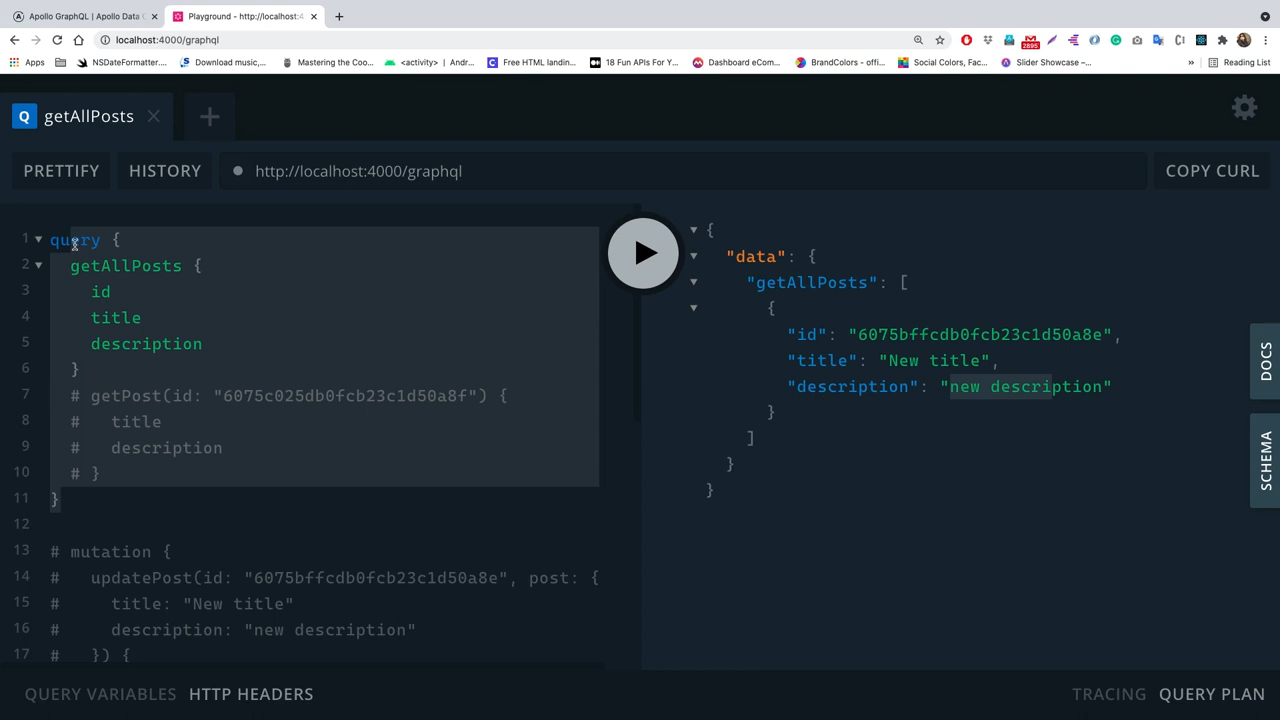 Apollo GraphQL | Apollo Data
Playground - http://localhost:4
localhost:4000/graphql
2895
Apps
NSDateFormatter....
Download music,...
Mastering the Coo...
<activity> | Andr...
Free HTML landin...
18 Fun APIs For Y...
Dashboard eCom...
BrandColors - offi...
Social Colors, Fac...
Slider Showcase –...
»
Reading List
Q getAllPosts
PRETTIFY
HISTORY
http://localhost:4000/graphql
COPY CURL
1 query {
2 getAllPosts {
3 id
4 title
5 description
6 }
7 # getPost(id: "6075c025db0fcb23c1d50a8f") {
8 # title
9 # description
10 # }
11 }
12
13 # mutation {
14 # updatePost(id: "6075bffcdb0fcb23c1d50a8e", post: {
15 # title: "New title"
16 # description: "new description"
17 # }) {
{
"data": {
"getAllPosts": [
{
"id": "6075bffcdb0fcb23c1d50a8e",
"title": "New title",
"description": "new description"
}
]
}
}
DOCS
SCHEMA
QUERY VARIABLES
HTTP HEADERS
TRACING
QUERY PLAN